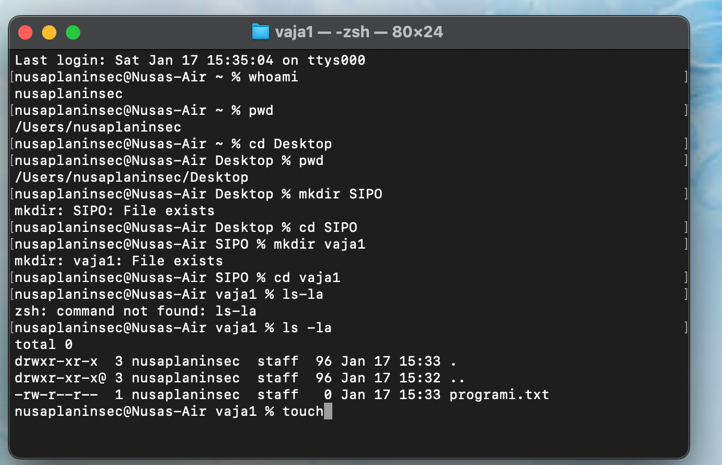 vaja1 — -zsh — 80×24
Last login: Sat Jan 17 15:35:04 on ttys000
[nusaplaninsec@Nusas-Air ~ % whoami ]
nusaplaninsec
[nusaplaninsec@Nusas-Air ~ % pwd ]
/Users/nusaplaninsec
[nusaplaninsec@Nusas-Air ~ % cd Desktop ]
[nusaplaninsec@Nusas-Air Desktop % pwd ]
/Users/nusaplaninsec/Desktop
[nusaplaninsec@Nusas-Air Desktop % mkdir SIPO ]
mkdir: SIPO: File exists
[nusaplaninsec@Nusas-Air Desktop % cd SIPO ]
[nusaplaninsec@Nusas-Air SIPO % mkdir vaja1 ]
mkdir: vaja1: File exists
[nusaplaninsec@Nusas-Air SIPO % cd vaja1 ]
[nusaplaninsec@Nusas-Air vaja1 % ls-la ]
zsh: command not found: ls-la
[nusaplaninsec@Nusas-Air vaja1 % ls -la ]
total 0
drwxr-xr-x  3 nusaplaninsec  staff  96 Jan 17 15:33 .
drwxr-xr-x@ 3 nusaplaninsec  staff  96 Jan 17 15:32 ..
-rw-r--r--  1 nusaplaninsec  staff   0 Jan 17 15:33 programi.txt
nusaplaninsec@Nusas-Air vaja1 % touch